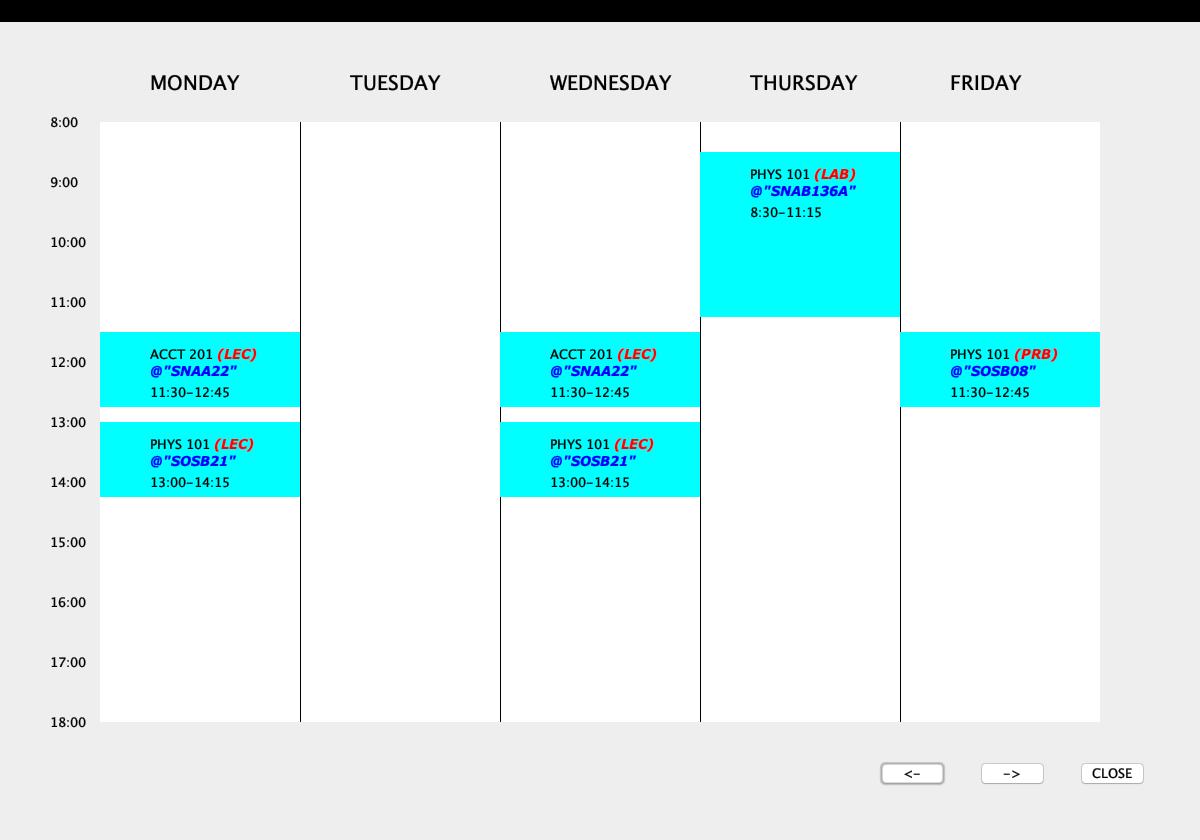 MONDAY TUESDAY WEDNESDAY THURSDAY FRIDAY
8:00
PHYS 101 (LAB)
@"SNAB136A"
8:30-11:15
9:00
10:00
11:00
ACCT 201 (LEC)
@"SNAA22"
11:30-12:45
ACCT 201 (LEC)
@"SNAA22"
11:30-12:45
PHYS 101 (PRB)
@"SOSB08"
11:30-12:45
12:00
13:00
PHYS 101 (LEC)
@"SOSB21"
13:00-14:15
PHYS 101 (LEC)
@"SOSB21"
13:00-14:15
14:00
15:00
16:00
17:00
18:00
<- -> CLOSE